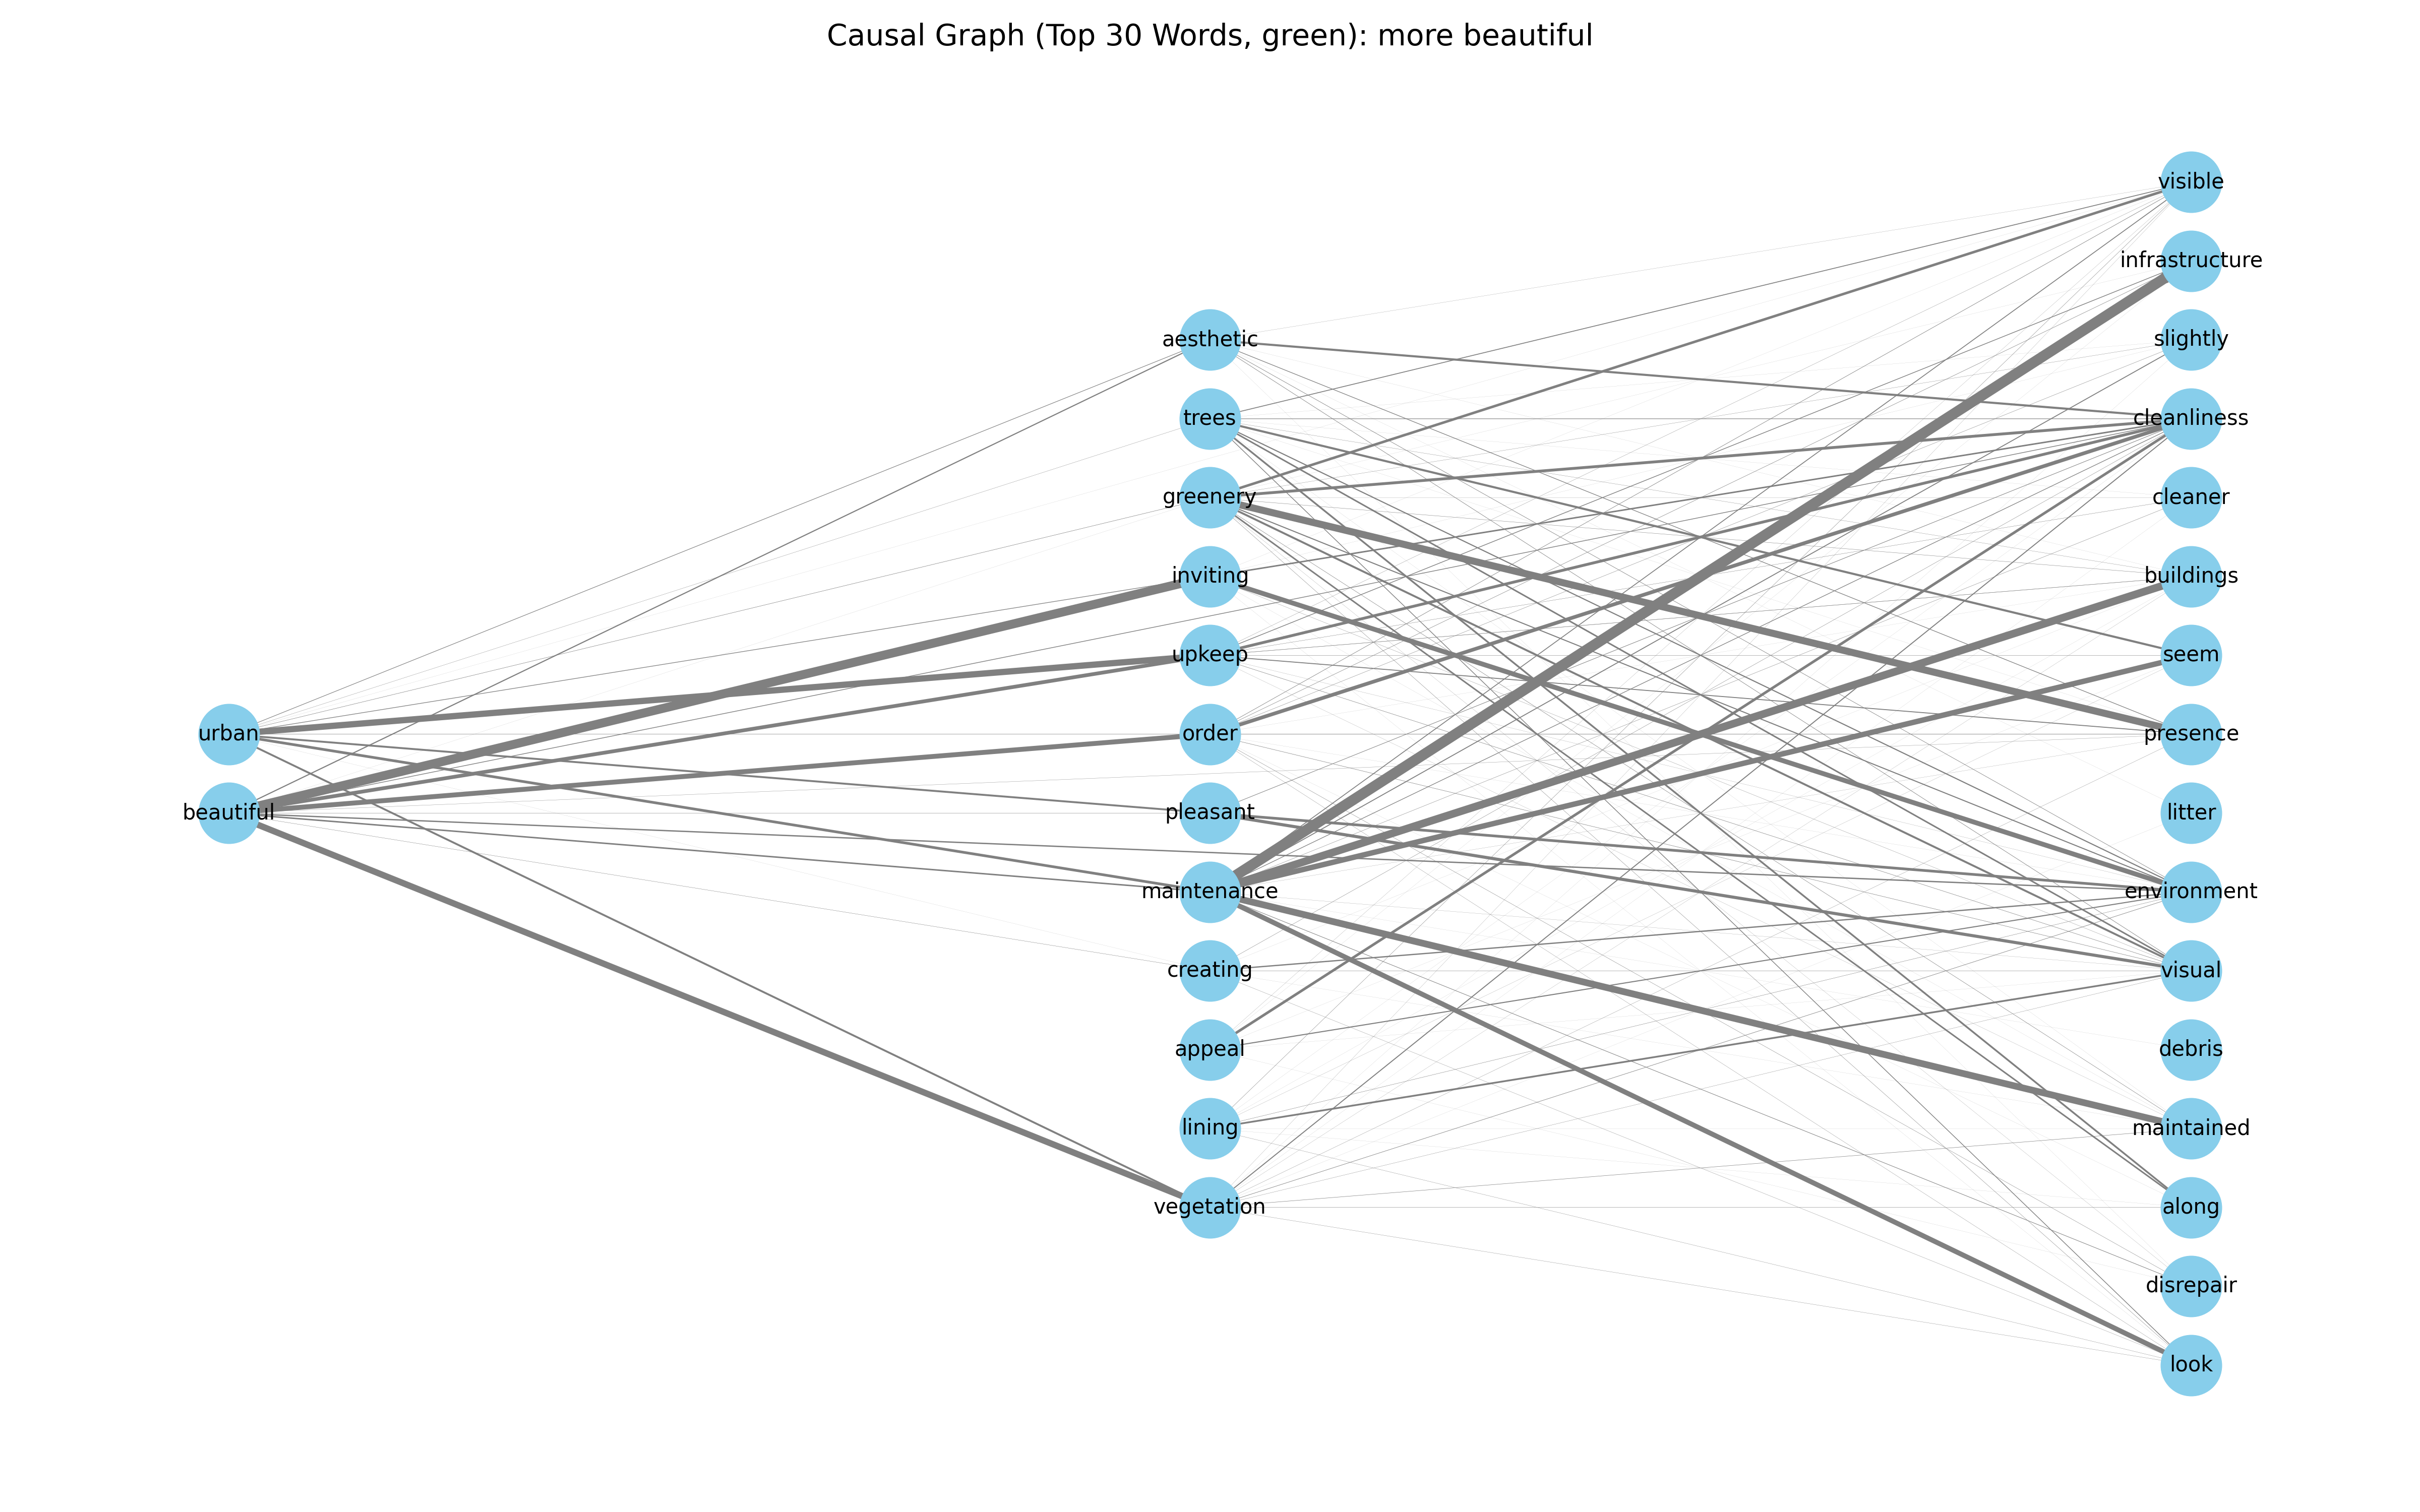 Causal Graph (Top 30 Words, green): more beautiful
urban
beautiful
aesthetic
trees
greenery
inviting
upkeep
order
pleasant
maintenance
creating
appeal
lining
vegetation
visible
infrastructure
slightly
cleanliness
cleaner
buildings
seem
presence
litter
environment
visual
debris
maintained
along
disrepair
look